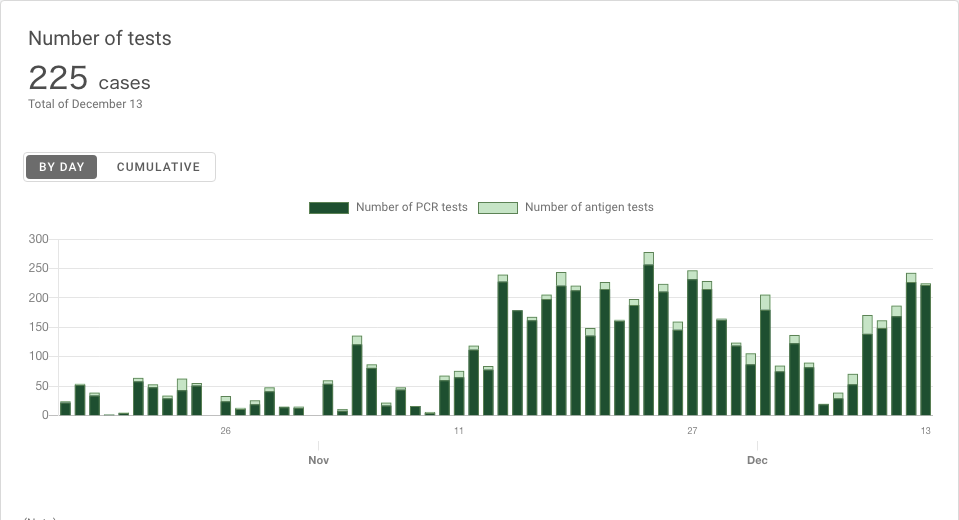 Number of tests
225 cases
Total of December 13
BY DAY CUMULATIVE
Number of PCR tests Number of antigen tests
300
250
200
150
100
50
0
26 11 27 13
Nov Dec